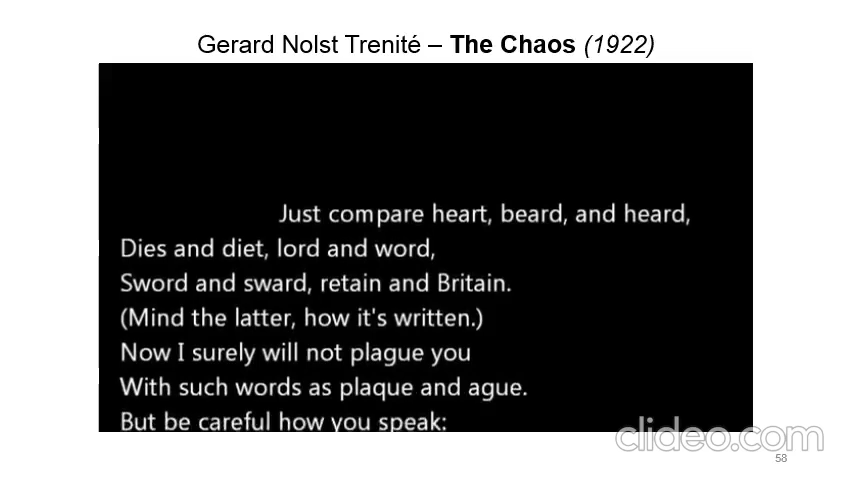 Gerard Nolst Trenité – The Chaos (1922)
Just compare heart, beard, and heard,
Dies and diet, lord and word,
Sword and sward, retain and Britain.
(Mind the latter, how it's written.)
Now I surely will not plague you
With such words as plaque and ague.
But be careful how you speak:
clideo.com
58